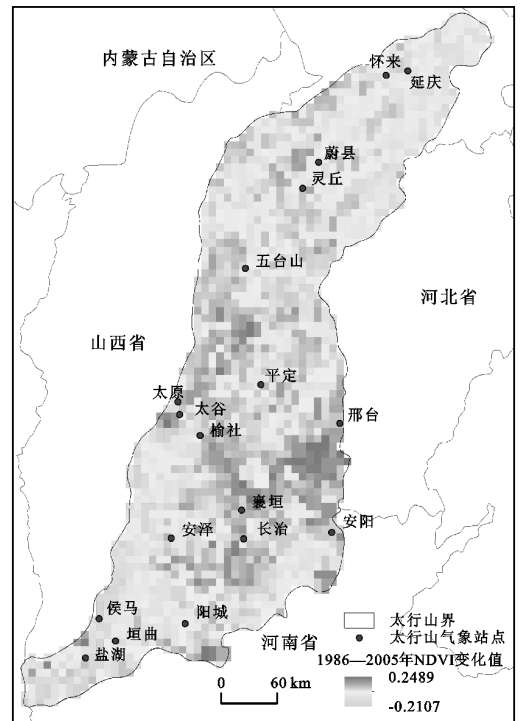 内蒙古自治区
怀来
延庆
蔚县
灵丘
五台山
河北省
山西省
平定
太原
太谷
邢台
榆社
襄垣
安泽
长治
安阳
侯马
阳城
垣曲
河南省
盐湖
太行山界
太行山气象站点
1986—2005年NDVI变化值
0.2489
-0.2107
0 60 km